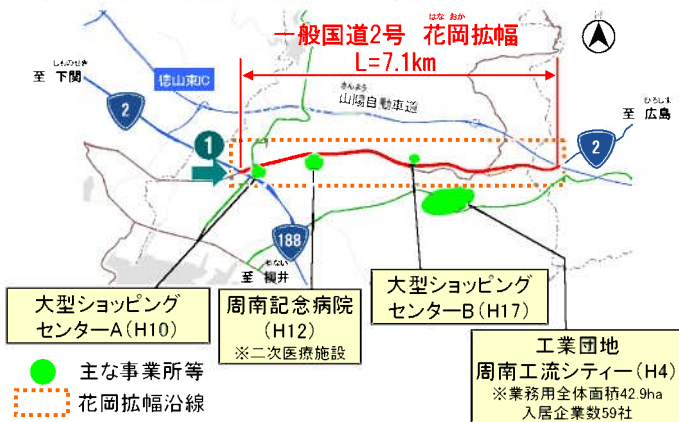 はな おか
一般国道2号 花岡拡幅
L=7.1km
しものせき
至 下関
徳山東IC
さんよう
山陽自動車道
ひろしま
至 広島
2
1
2
188
やない
至 柳井
大型ショッピング
センターA(H10)
周南記念病院
(H12)
※二次医療施設
大型ショッピング
センターB(H17)
工業団地
周南工流シティー(H4)
※業務用全体面積42.9ha
入居企業数59社
主な事業所等
花岡拡幅沿線